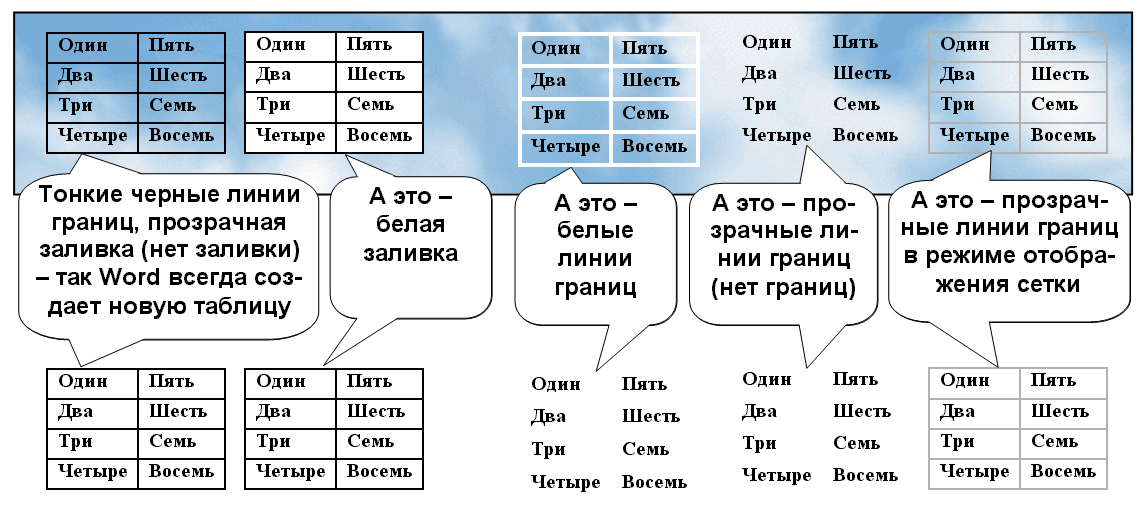 Один Пять Один Пять Один Пять Один Пять Один Пять
Два Шесть Два Шесть Два Шесть Два Шесть Два Шесть
Три Семь Три Семь Три Семь Три Семь Три Семь
Четыре Восемь Четыре Восемь Четыре Восемь Четыре Восемь Четыре Восемь
Тонкие черные линии
границ, прозрачная
заливка (нет заливки)
– так Word всегда соз-
дает новую таблицу
А это –
белая
заливка
А это –
белые
линии
границ
А это – про-
зрачные ли-
нии границ
(нет границ)
А это – прозрач-
ные линии границ
в режиме отобра-
жения сетки
Один Пять Один Пять Один Пять Один Пять Один Пять
Два Шесть Два Шесть Два Шесть Два Шесть Два Шесть
Три Семь Три Семь Три Семь Три Семь Три Семь
Четыре Восемь Четыре Восемь Четыре Восемь Четыре Восемь Четыре Восемь